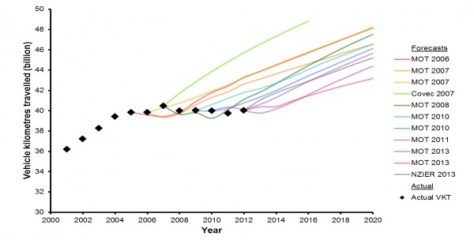 50
48
46
44
42
40
38
36
34
32
30
Vehicle kilometres travelled (billion)
2000 2002 2004 2006 2008 2010 2012 2014 2016 2018 2020
Year
Forecasts
MOT 2006
MOT 2007
MOT 2007
Covec 2007
MOT 2008
MOT 2010
MOT 2010
MOT 2011
MOT 2013
MOT 2013
NZIER 2013
Actual
Actual VKT